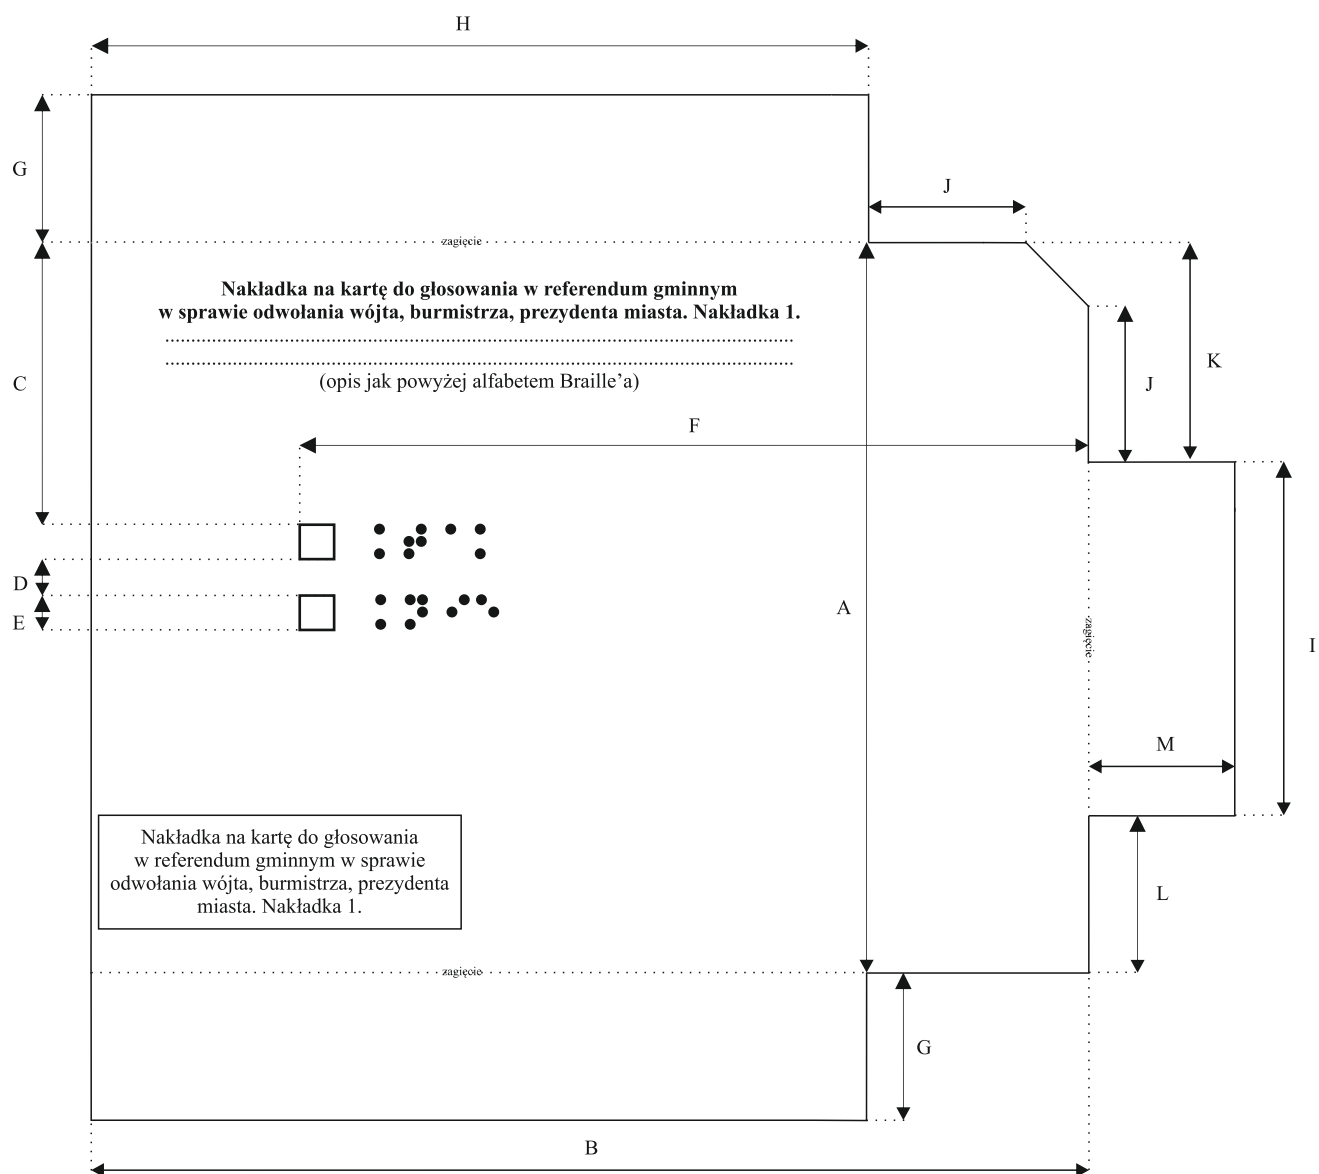 H
G
J
zagięcie
Nakładka na kartę do głosowania w referendum gminnym
w sprawie odwołania wójta, burmistrza, prezydenta miasta. Nakładka 1.
(opis jak powyżej alfabetem Braille’a)
C
J
K
F
D
E
A
zagięcie
I
M
Nakładka na kartę do głosowania
w referendum gminnym w sprawie
odwołania wójta, burmistrza, prezydenta
miasta. Nakładka 1.
L
zagięcie
G
B